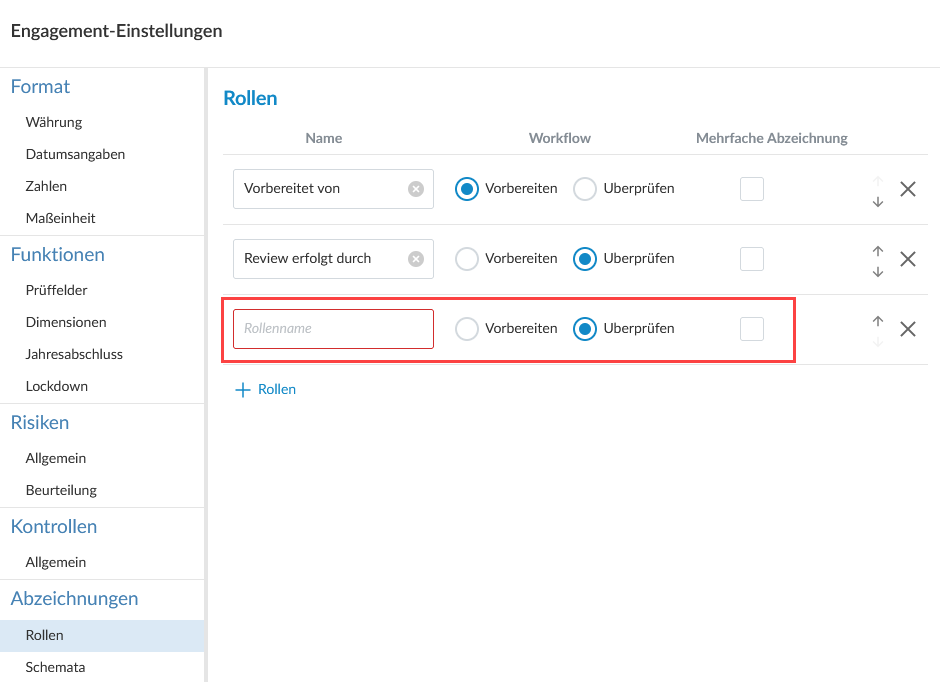 Engagement-Einstellungen
Format
Währung
Datumsangaben
Zahlen
Maßeinheit
Funktionen
Prüffelder
Dimensionen
Jahresabschluss
Lockdown
Risiken
Allgemein
Beurteilung
Kontrollen
Allgemein
Abzeichnungen
Rollen
Schemata
Rollen
Name Workflow Mehrfache Abzeichnung
Vorbereitet von Vorbereiten Uberprüfen
Review erfolgt durch Vorbereiten Uberprüfen
Rollenname Vorbereiten Uberprüfen
Rollen